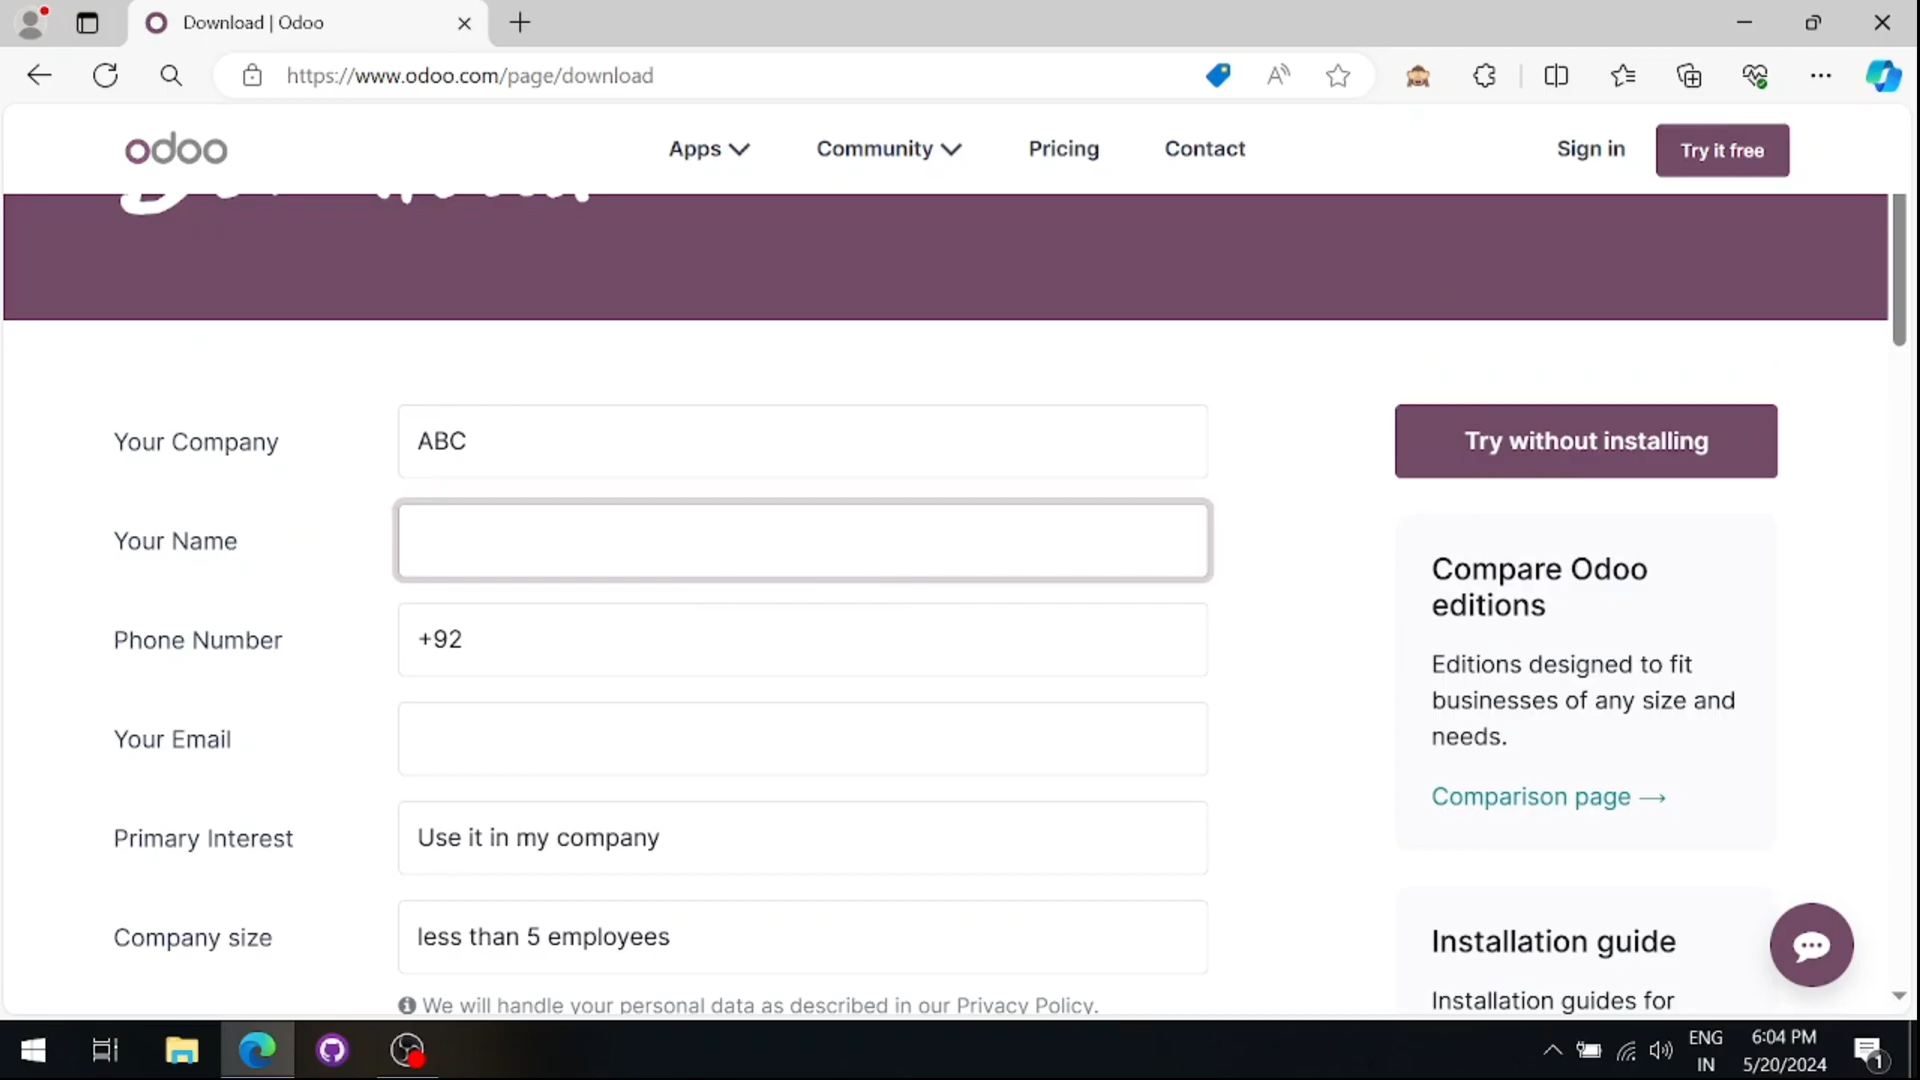 Download | Odoo
https://www.odoo.com/page/download
odoo
Apps
Community
Pricing
Contact
Sign in
Try it free
Your Company
ABC
Try without installing
Your Name
Compare Odoo
editions
Phone Number
+92
Editions designed to fit
businesses of any size and
needs.
Your Email
Comparison page →
Primary Interest
Use it in my company
Company size
less than 5 employees
Installation guide
Installation guides for
We will handle your personal data as described in our Privacy Policy.
ENG
IN
6:04 PM
5/20/2024
1